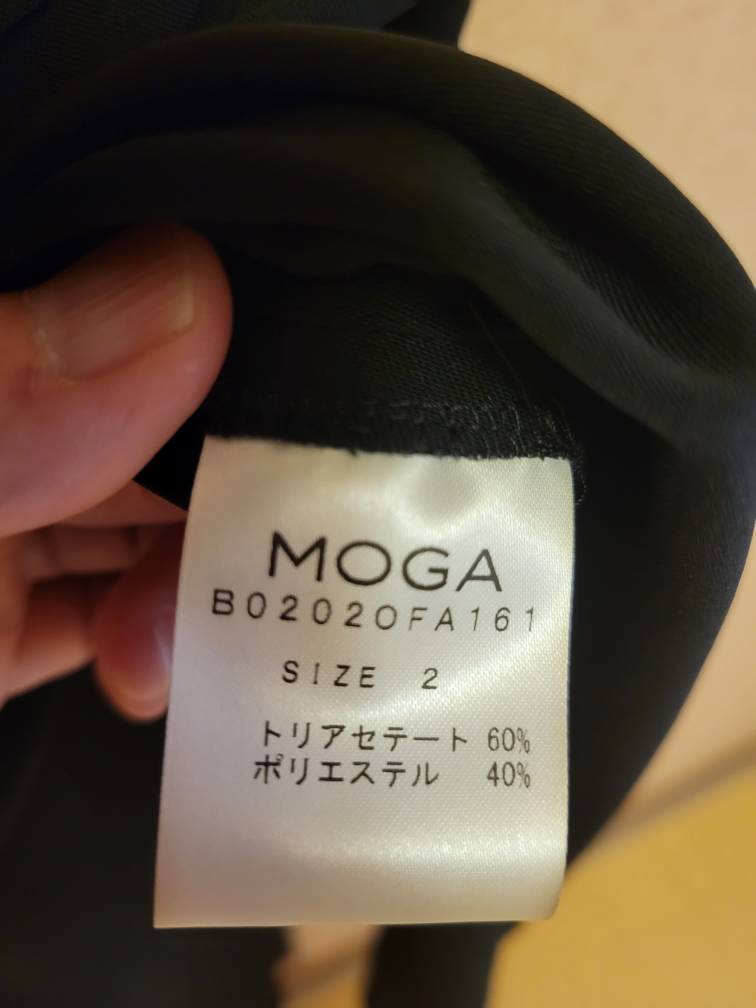 MOGA
B02020FA161
SIZE 2
トリアセテート 60%
ポリエステル 40%